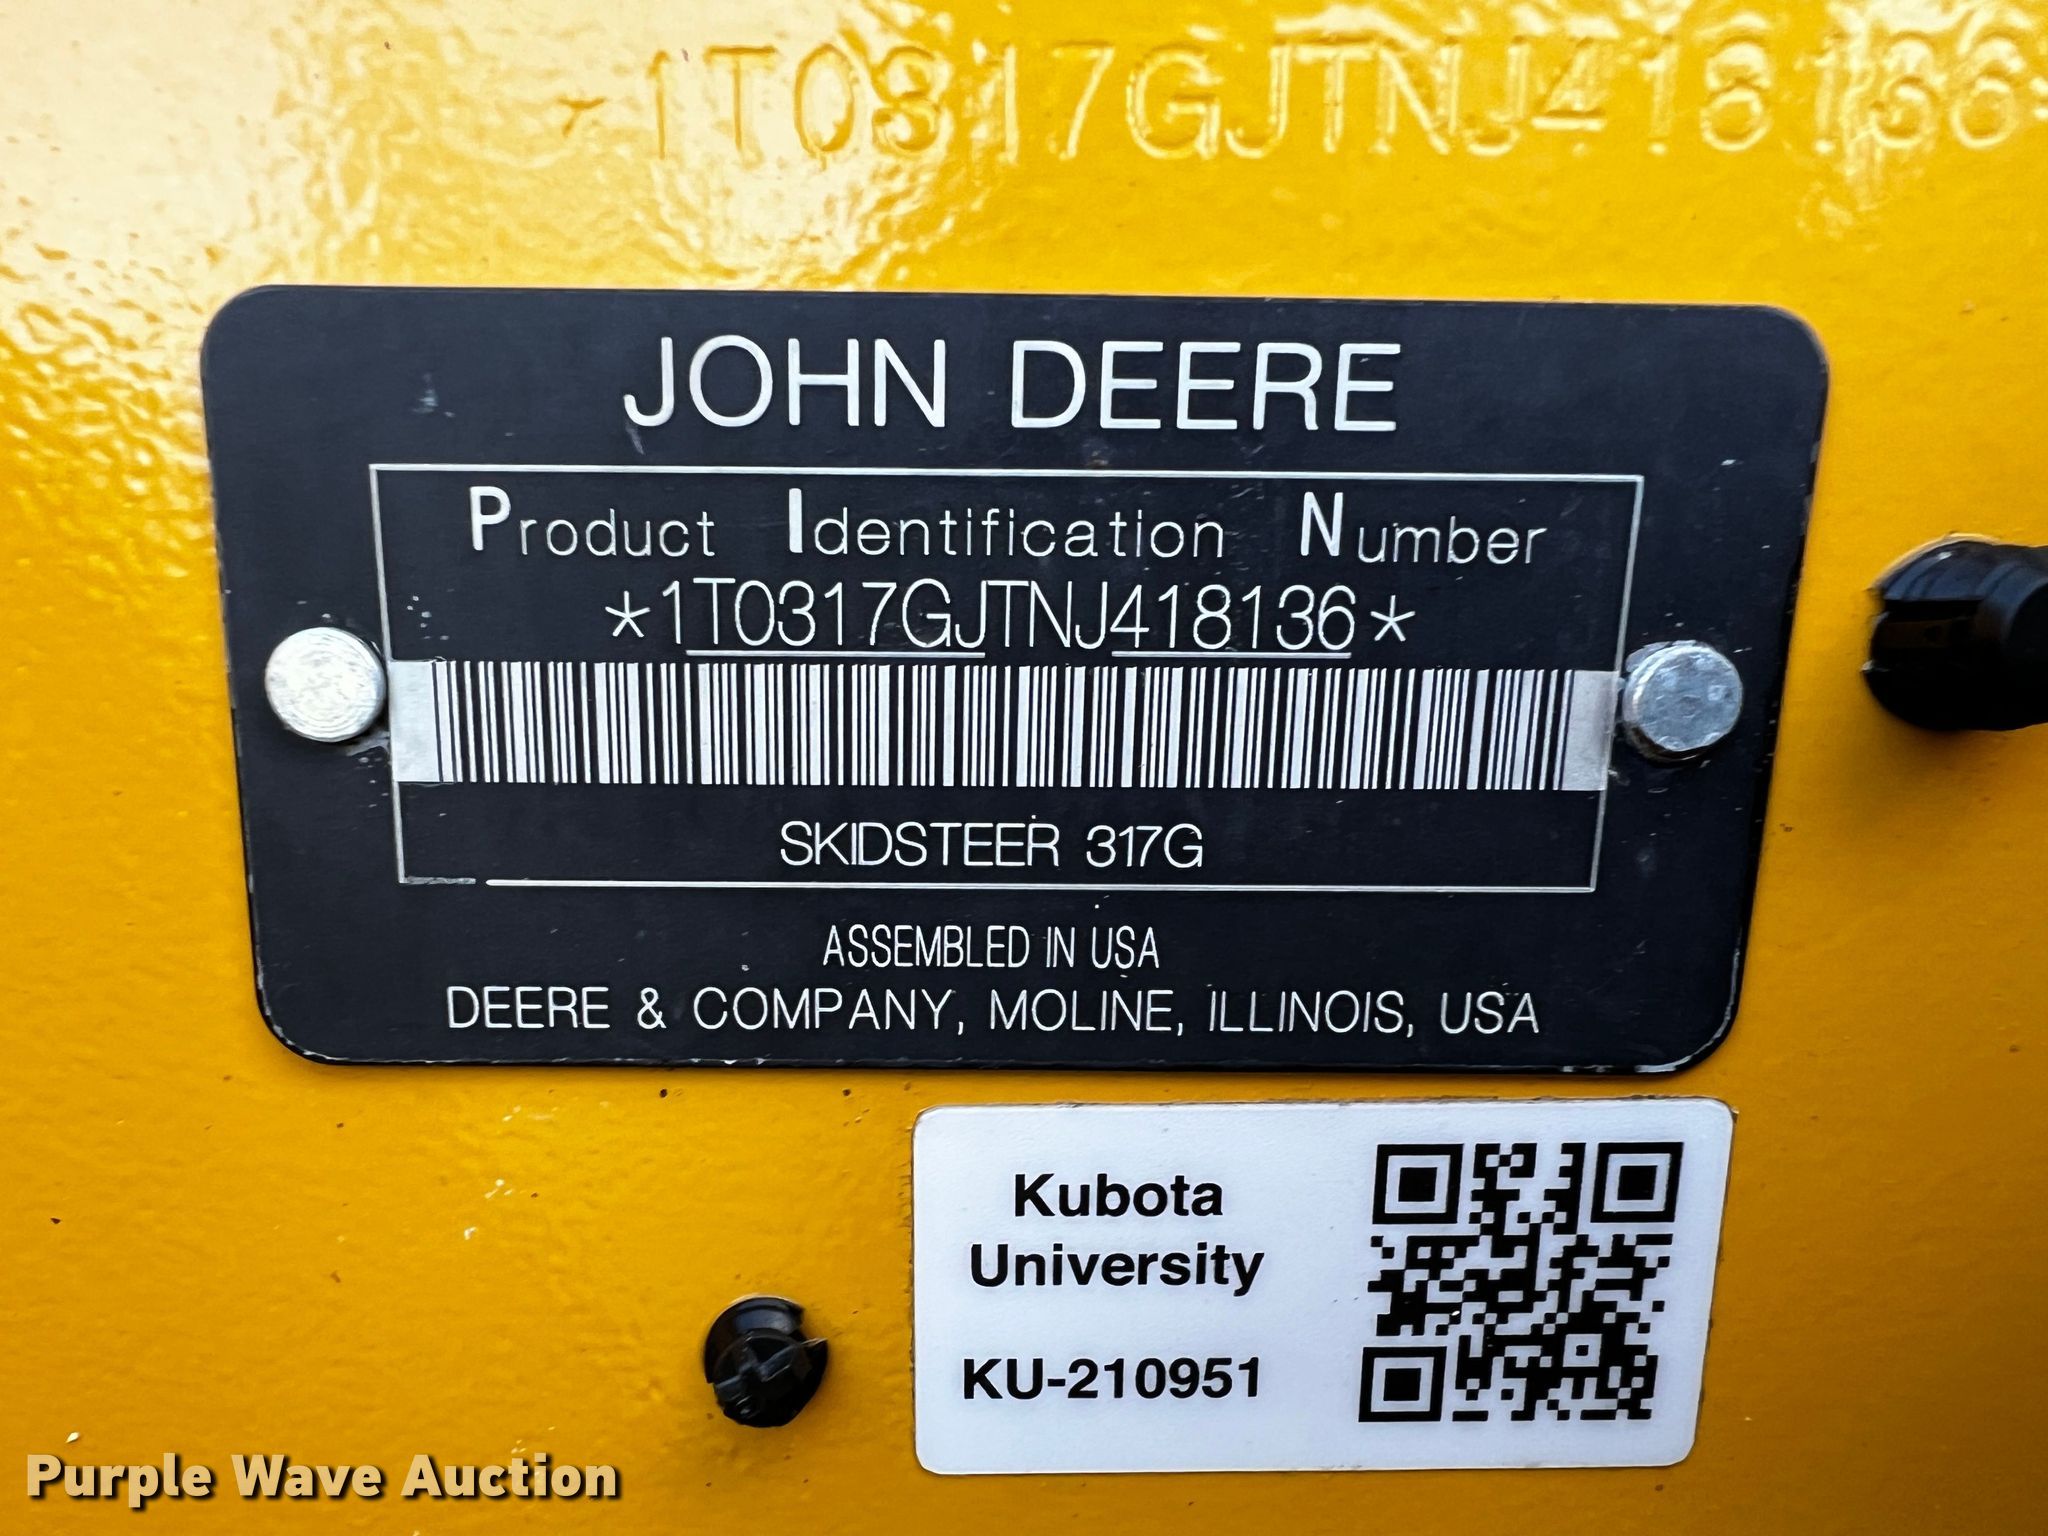 1T0317GJTNJ418136
JOHN DEERE
Product Identification Number
*1T0317GJTNJ418136*
SKIDSTEER 317G
ASSEMBLED IN USA
DEERE & COMPANY, MOLINE, ILLINOIS, USA
Kubota
University
KU-210951
Purple Wave Auction